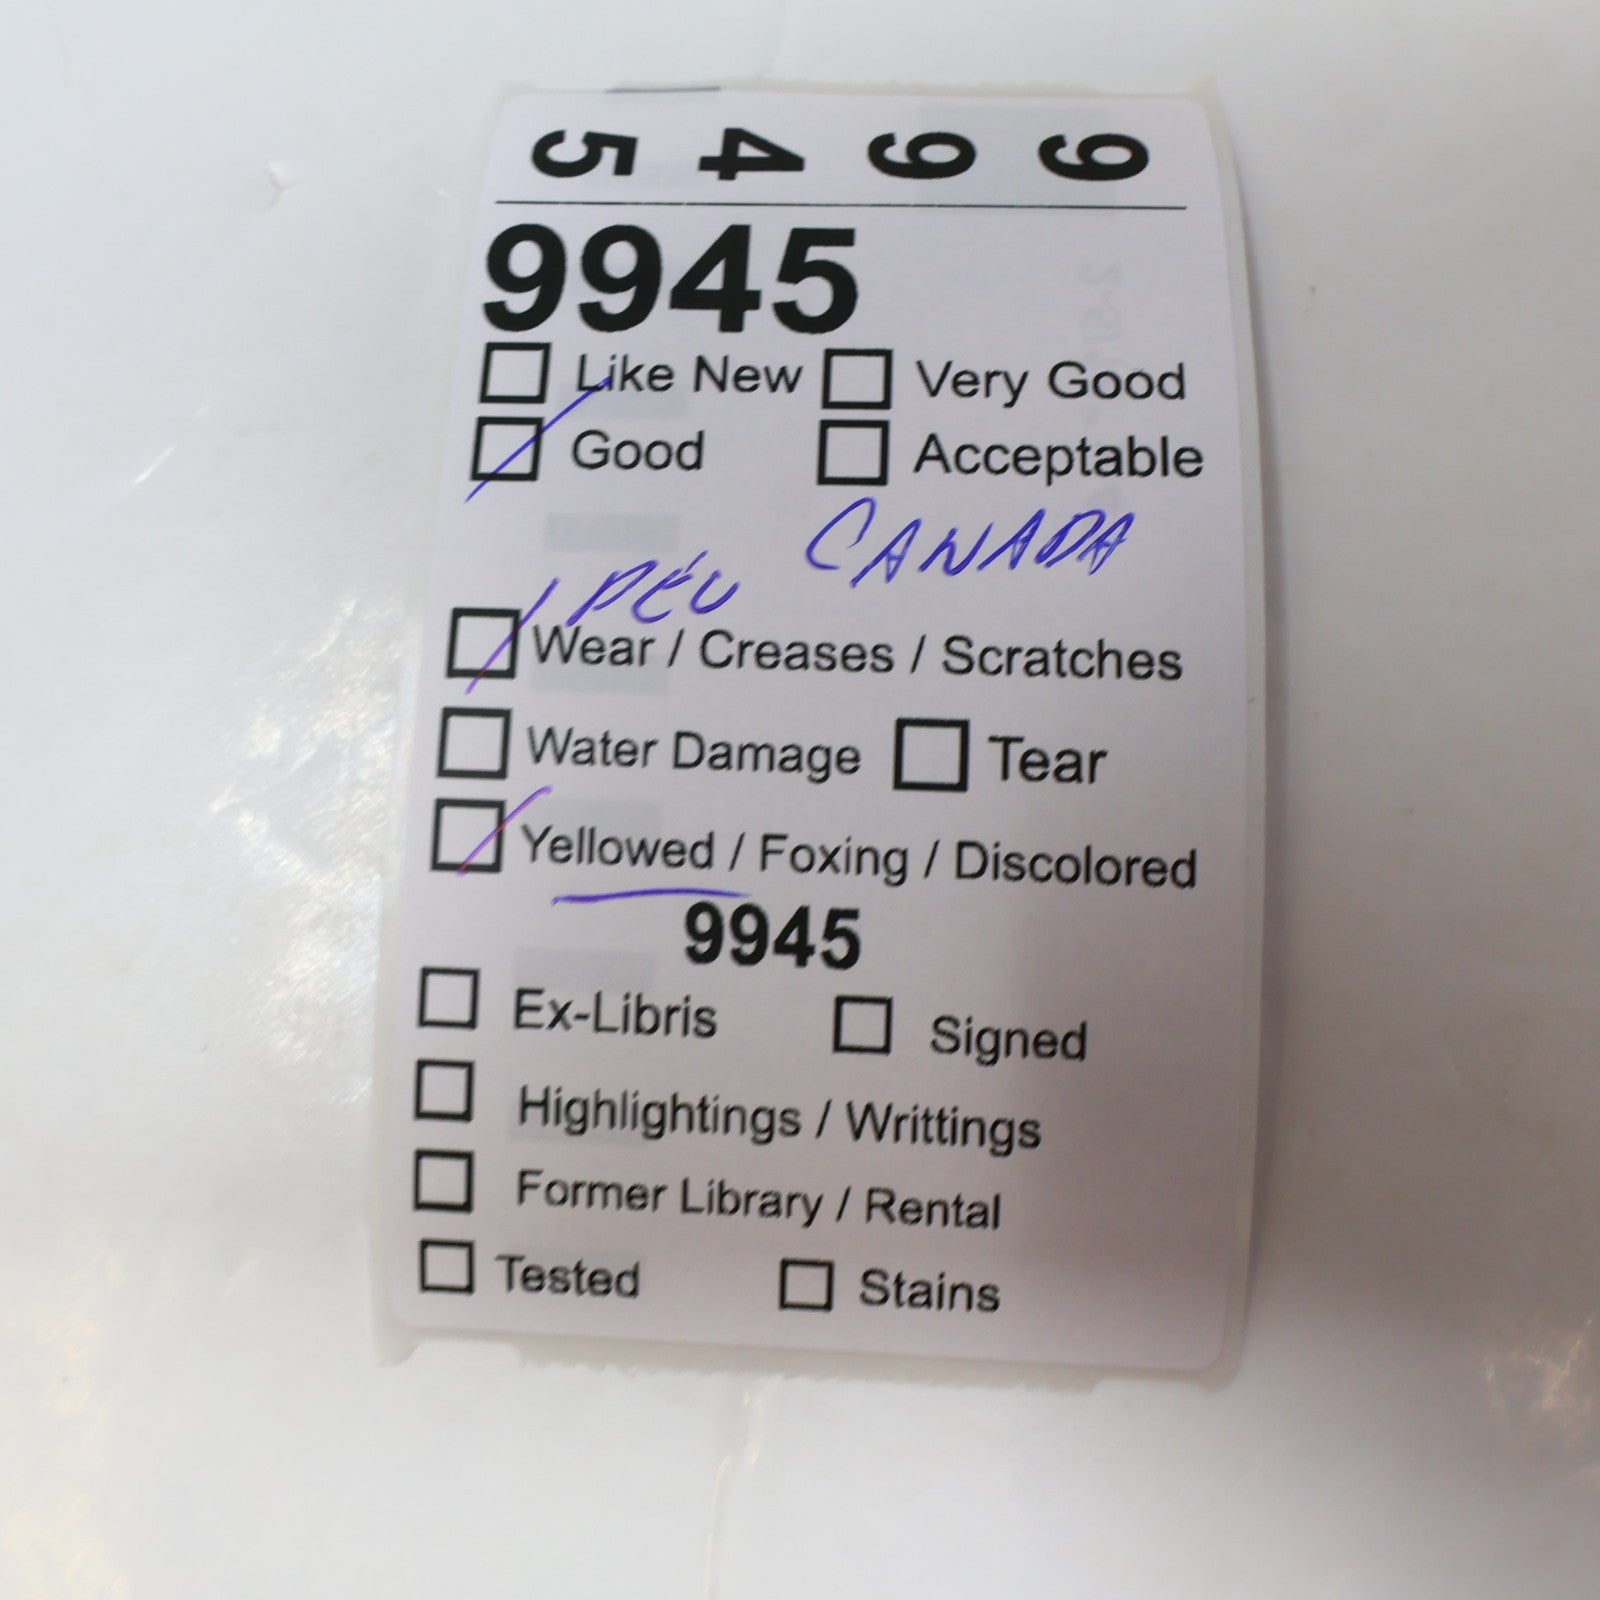 5 4 9 9
9945
Like New Very Good
Good Acceptable
CANADA
PEU
Wear / Creases / Scratches
Water Damage Tear
Yellowed / Foxing / Discolored
9945
Ex-Libris Signed
Highlightings / Writtings
Former Library / Rental
Tested Stains